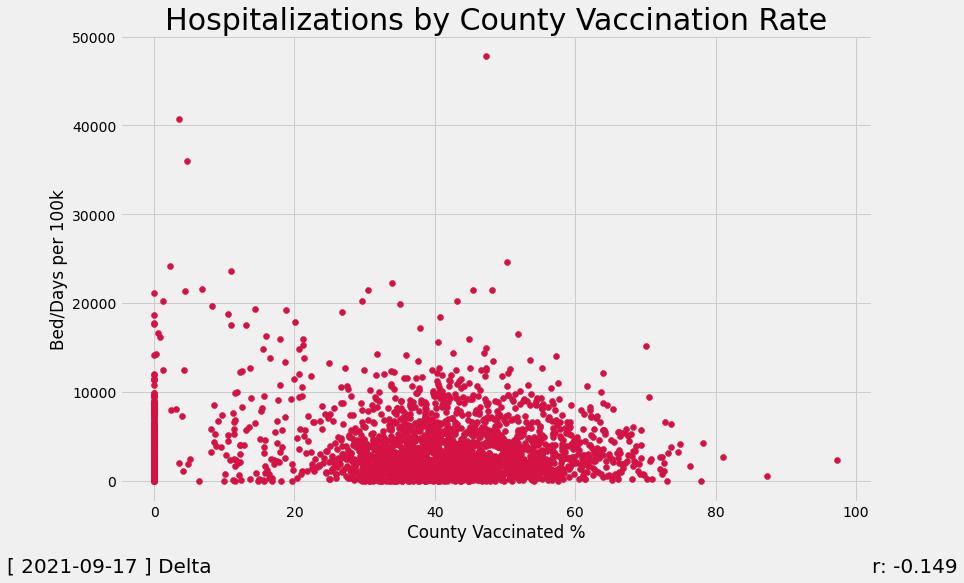 Hospitalizations by County Vaccination Rate
50000
40000
30000
20000
10000
0
Bed/Days per 100k
0 20 40 60 80 100
County Vaccinated %
[ 2021-09-17 ] Delta
r: -0.149